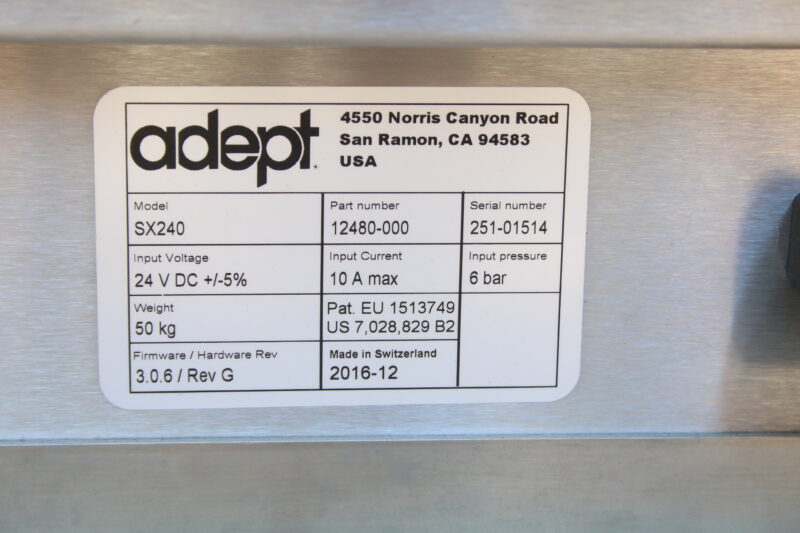 adept
4550 Norris Canyon Road
San Ramon, CA 94583
USA
Model
SX240
Part number
12480-000
Serial number
251-01514
Input Voltage
24 V DC +/-5%
Input Current
10 A max
Input pressure
6 bar
Weight
50 kg
Pat. EU 1513749
US 7,028,829 B2
Firmware / Hardware Rev
3.0.6 / Rev G
Made in Switzerland
2016-12